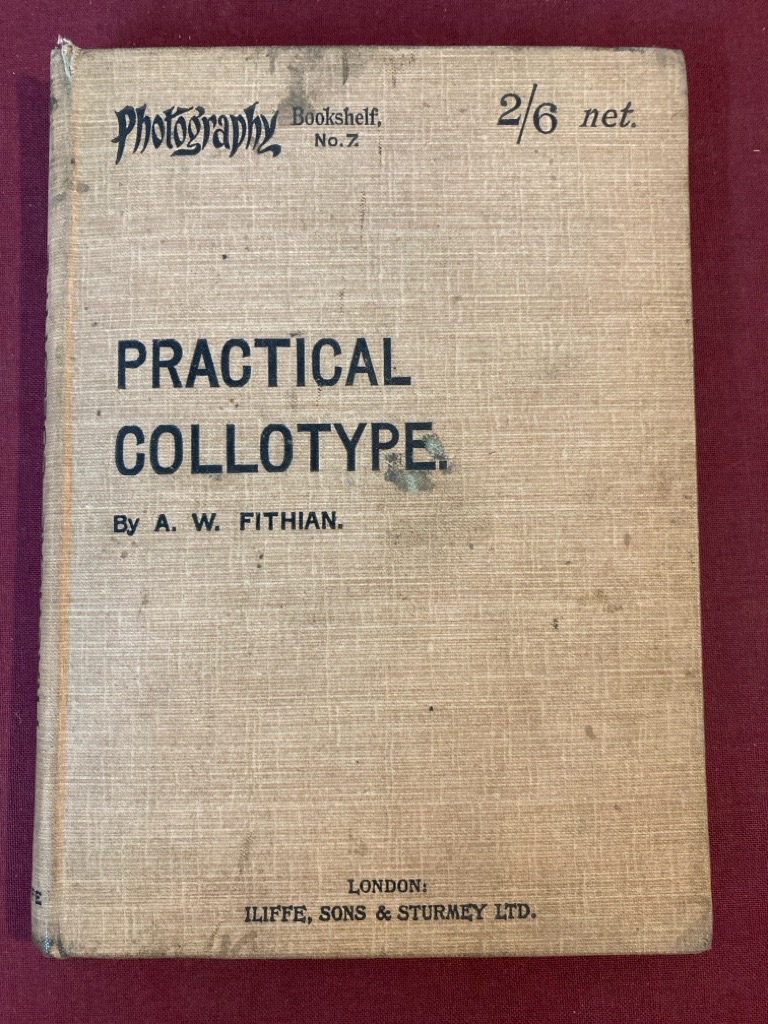 Photography Bookshelf, No. 7.
2/6 net.
PRACTICAL
COLLOTYPE.
By A. W. FITHIAN.
LONDON:
ILIFFE, SONS & STURMEY LTD.